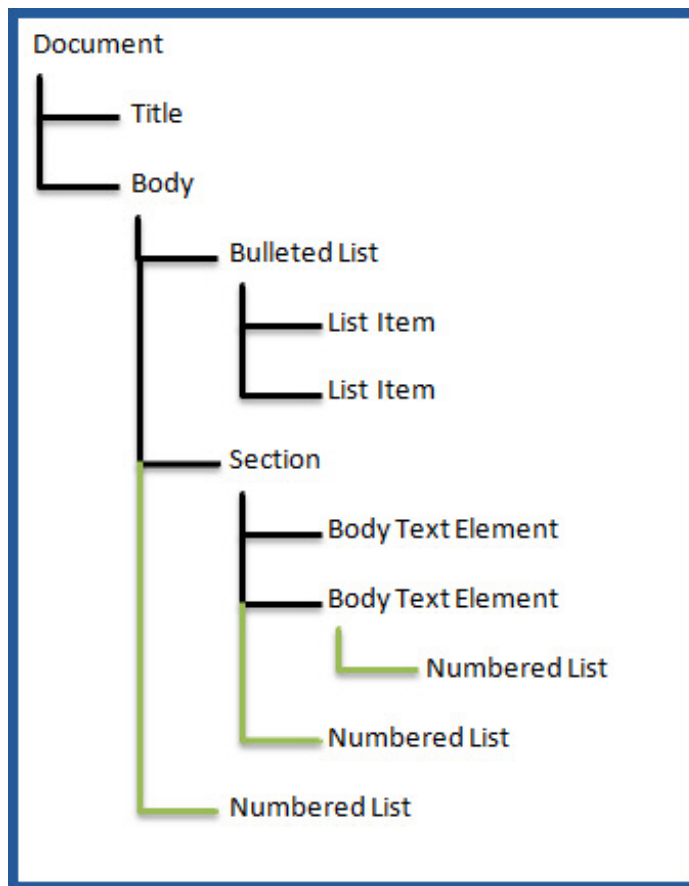 Document
Title
Body
Bulleted List
List Item
List Item
Section
Body Text Element
Body Text Element
Numbered List
Numbered List
Numbered List